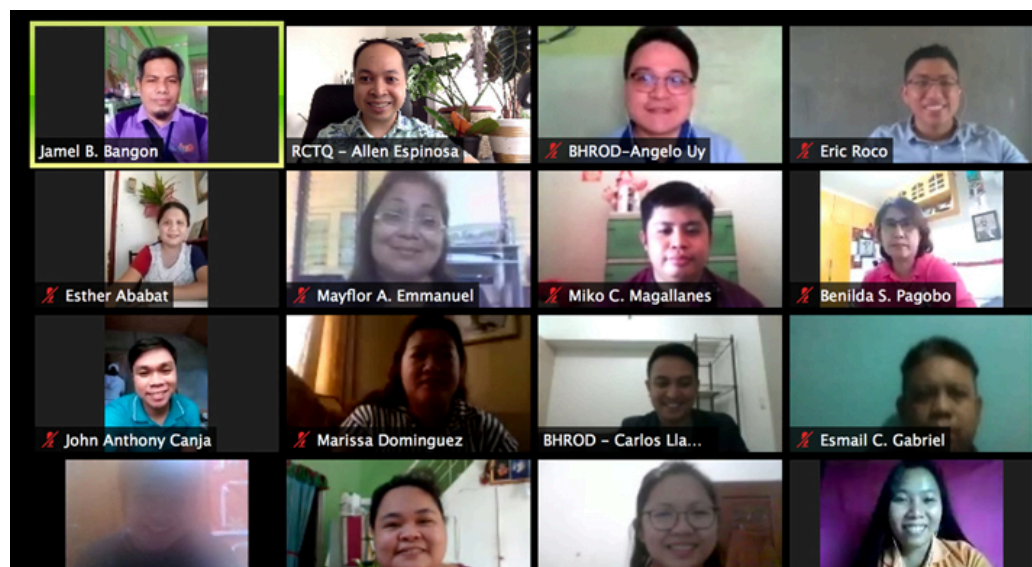 Jamel B. Bangon
RCTQ – Allen Espinosa
BHROD–Angelo Uy
Eric Roco
Esther Ababat
Mayflor A. Emmanuel
Miko C. Magallanes
Benilda S. Pagobo
John Anthony Canja
Marissa Dominguez
BHROD – Carlos Lla...
Esmail C. Gabriel